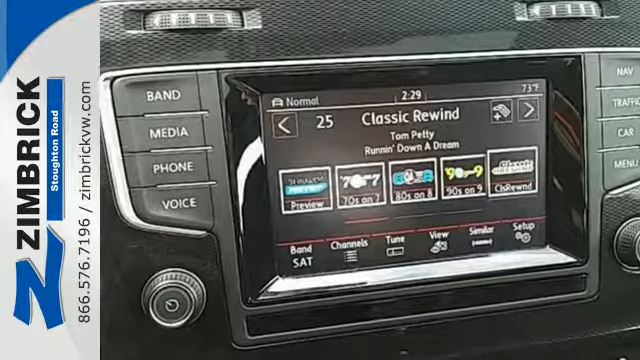 ZIMBRICK
Stoughton Road
866.576.7196 / zimbrickvw.com
BAND
MEDIA
PHONE
VOICE
NAV
TRAFFIC
CAR
MENU
Normal
2:29
73°F
25
Classic Rewind
Tom Petty
Runnin' Down A Dream
Preview
70s on 7
80s on 8
90s on 9
ClsRewind
Band
SAT
Channels
Tune
View
Similar
Setup